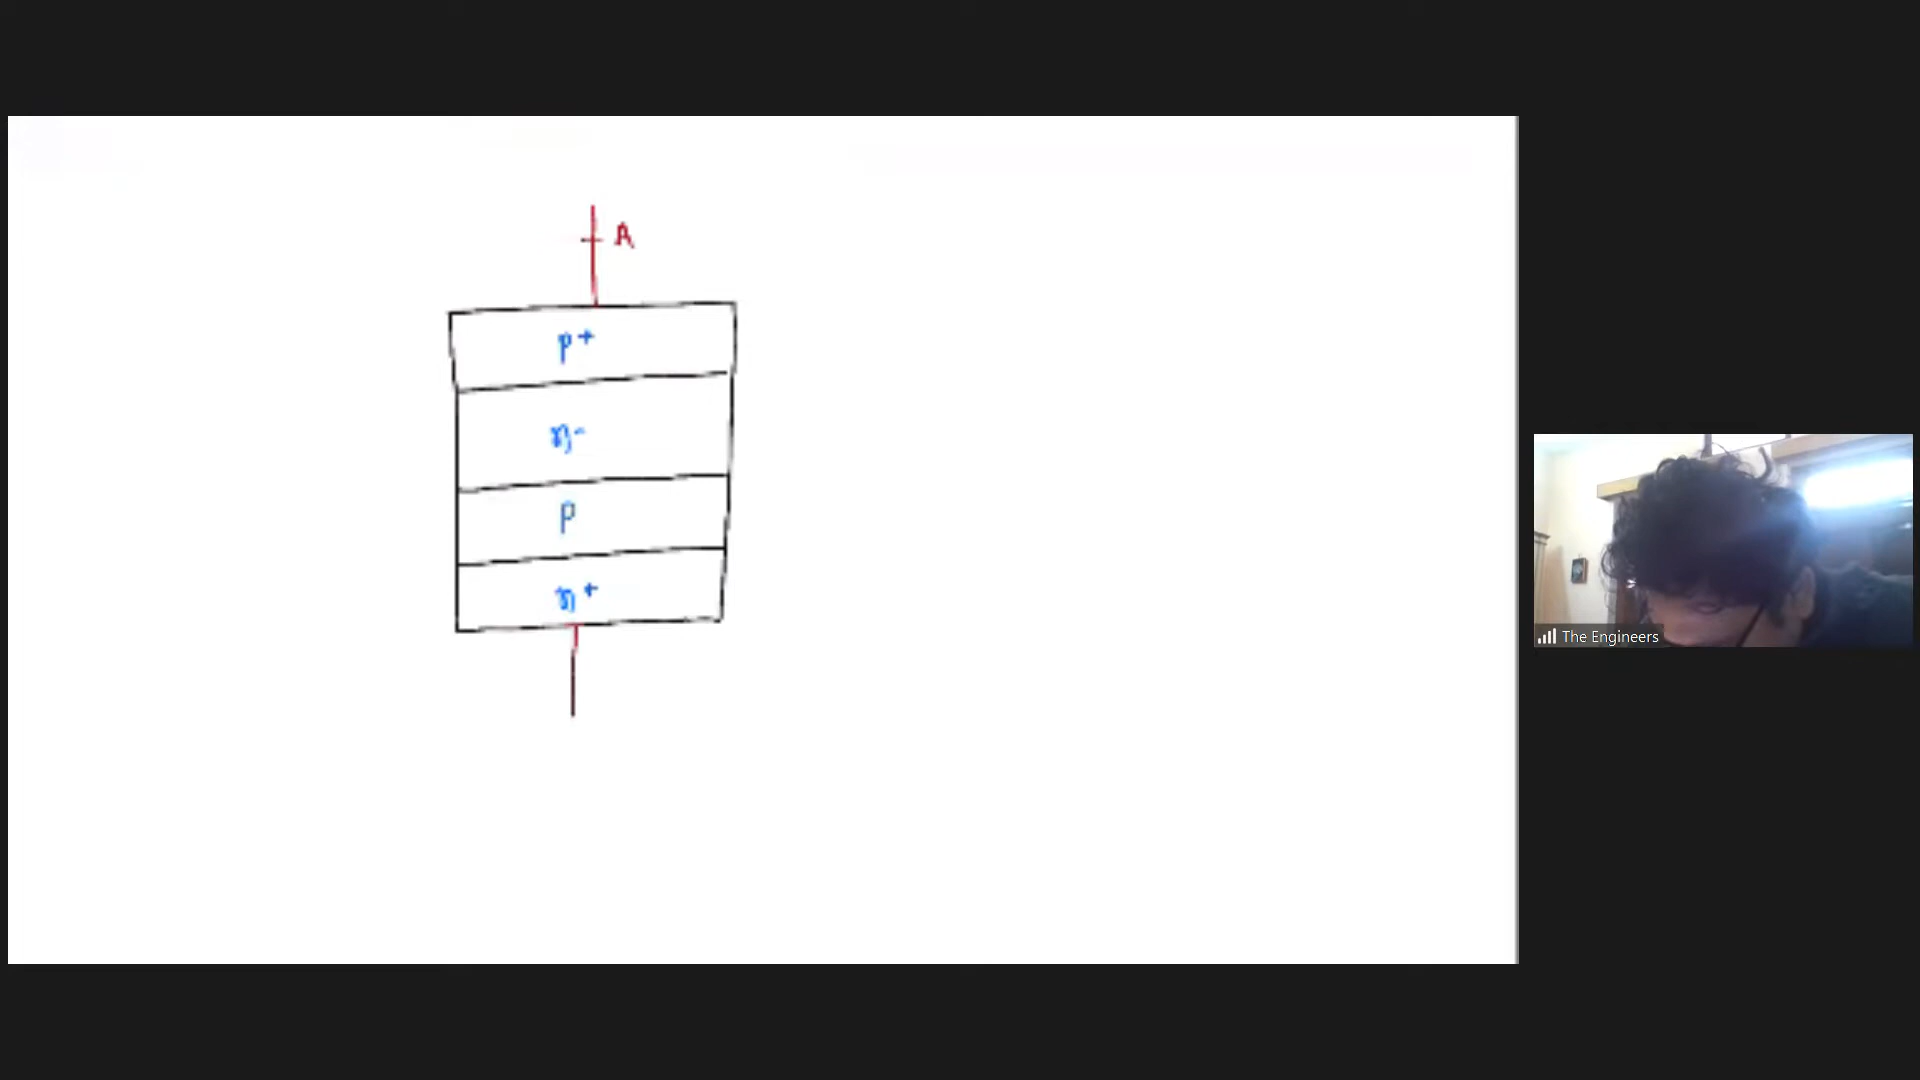 A
p+
n-
p
n+
The Engineers